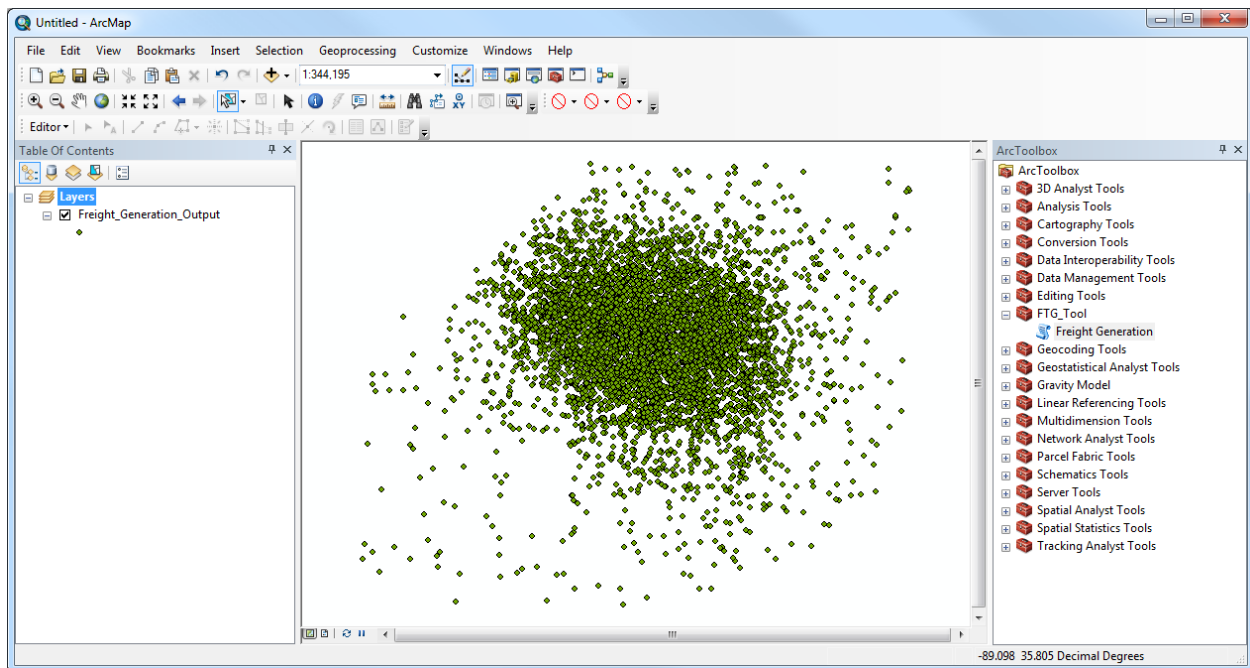 Untitled - ArcMap
File Edit View Bookmarks Insert Selection Geoprocessing Customize Windows Help
1:344,195
Editor
Table Of Contents
Layers
Freight_Generation_Output
ArcToolbox
ArcToolbox
3D Analyst Tools
Analysis Tools
Cartography Tools
Conversion Tools
Data Interoperability Tools
Data Management Tools
Editing Tools
FTG_Tool
Freight Generation
Geocoding Tools
Geostatistical Analyst Tools
Gravity Model
Linear Referencing Tools
Multidimension Tools
Network Analyst Tools
Parcel Fabric Tools
Schematics Tools
Server Tools
Spatial Analyst Tools
Spatial Statistics Tools
Tracking Analyst Tools
-89.098 35.805 Decimal Degrees